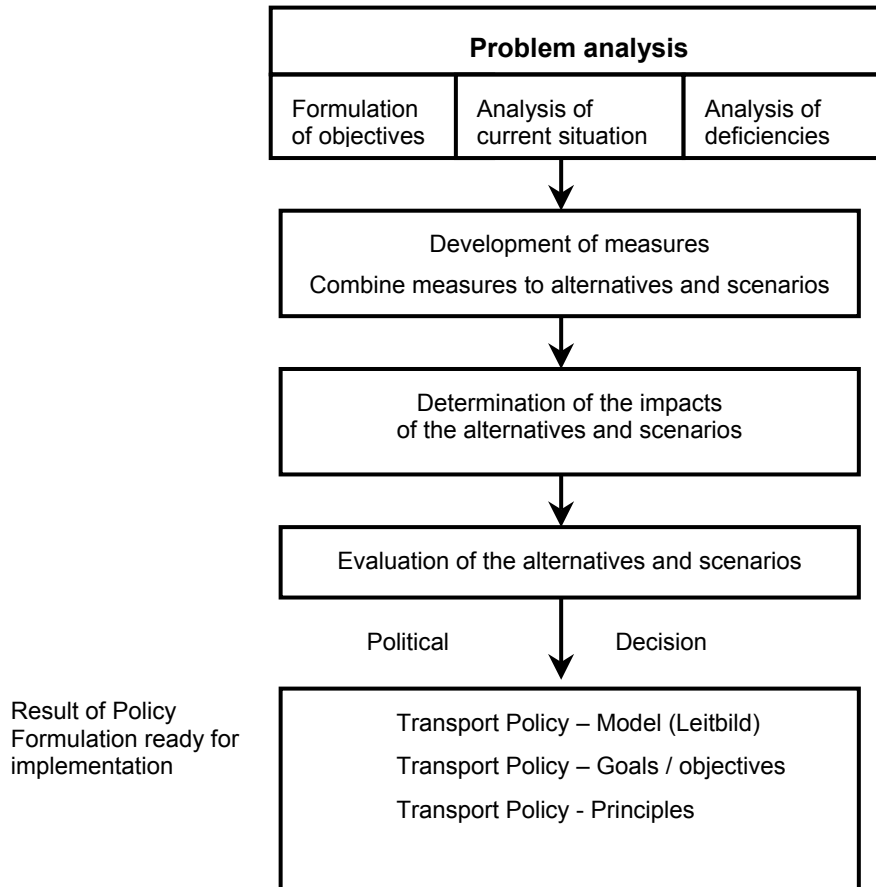 Problem analysis
Formulation
of objectives
Analysis of
current situation
Analysis of
deficiencies
Development of measures
Combine measures to alternatives and scenarios
Determination of the impacts
of the alternatives and scenarios
Evaluation of the alternatives and scenarios
Political Decision
Result of Policy
Formulation ready for
implementation
Transport Policy – Model (Leitbild)
Transport Policy – Goals / objectives
Transport Policy - Principles